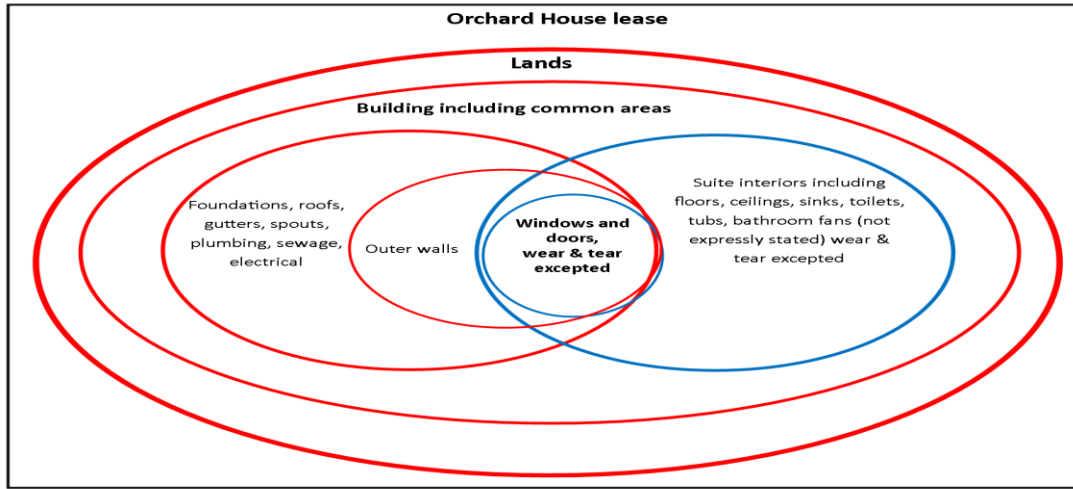 Orchard House lease
Lands
Building including common areas
Foundations, roofs,
gutters, spouts,
plumbing, sewage,
electrical
Outer walls
Windows and
doors,
wear & tear
excepted
Suite interiors including
floors, ceilings, sinks, toilets,
tubs, bathroom fans (not
expressly stated) wear &
tear excepted